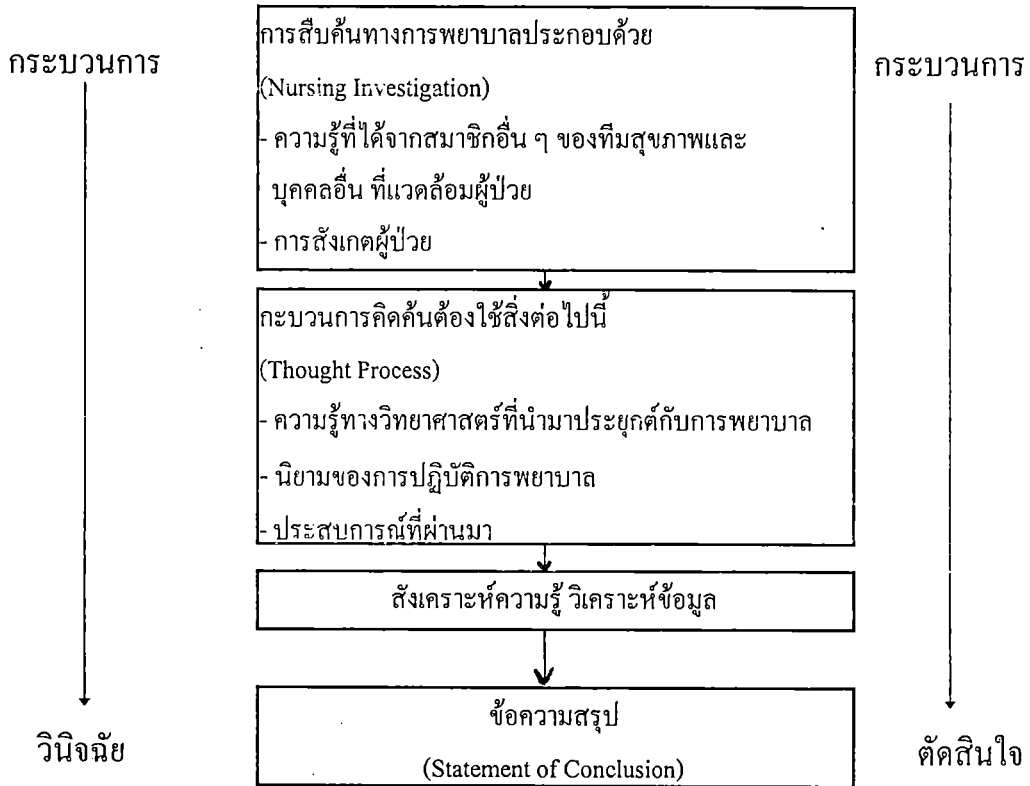 การสืบค้นทางการพยาบาลประกอบด้วย
กระบวนการ
กระบวนการ
(Nursing Investigation)
- ความรู้ที่ได้จากสมาชิกอื่น ๆ ของทีมสุขภาพและ
บุคคลอื่น ที่แวดล้อมผู้ป่วย
- การสังเกตผู้ป่วย
กะบวนการคิดค้นต้องใช้สิ่งต่อไปนี้
(Thought Process)
- ความรู้ทางวิทยาศาสตร์ที่นำมาประยุกต์กับการพยาบาล
- นิยามของการปฏิบัติการพยาบาล
- ประสบการณ์ที่ผ่านมา
สังเคราะห์ความรู้ วิเคราะห์ข้อมูล
ข้อความสรุป
วินิจฉัย
ตัดสินใจ
(Statement of Conclusion)